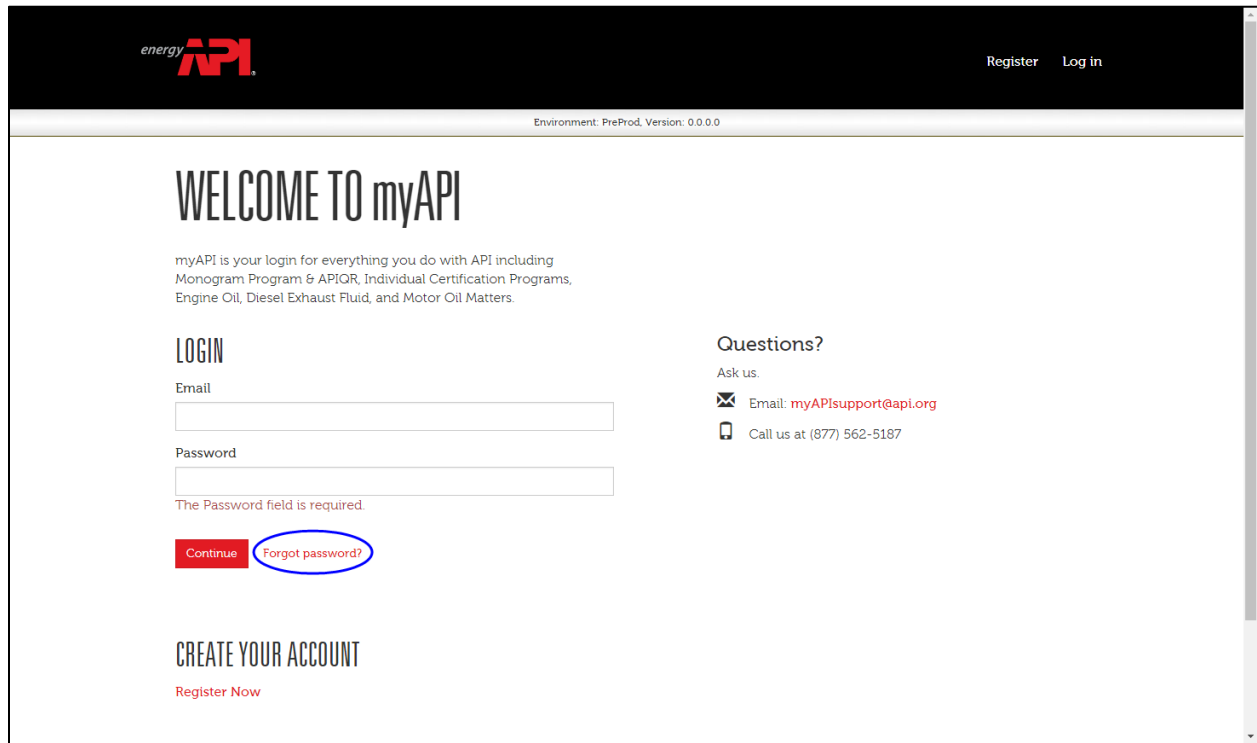 energy API®
Register Log in
Environment: PreProd, Version: 0.0.0.0
WELCOME TO myAPI
myAPI is your login for everything you do with API including
Monogram Program & APIQR, Individual Certification Programs,
Engine Oil, Diesel Exhaust Fluid, and Motor Oil Matters.
LOGIN
Email
Password
The Password field is required.
Continue Forgot password?
Questions?
Ask us.
Email: myAPIsupport@api.org
Call us at (877) 562-5187
CREATE YOUR ACCOUNT
Register Now